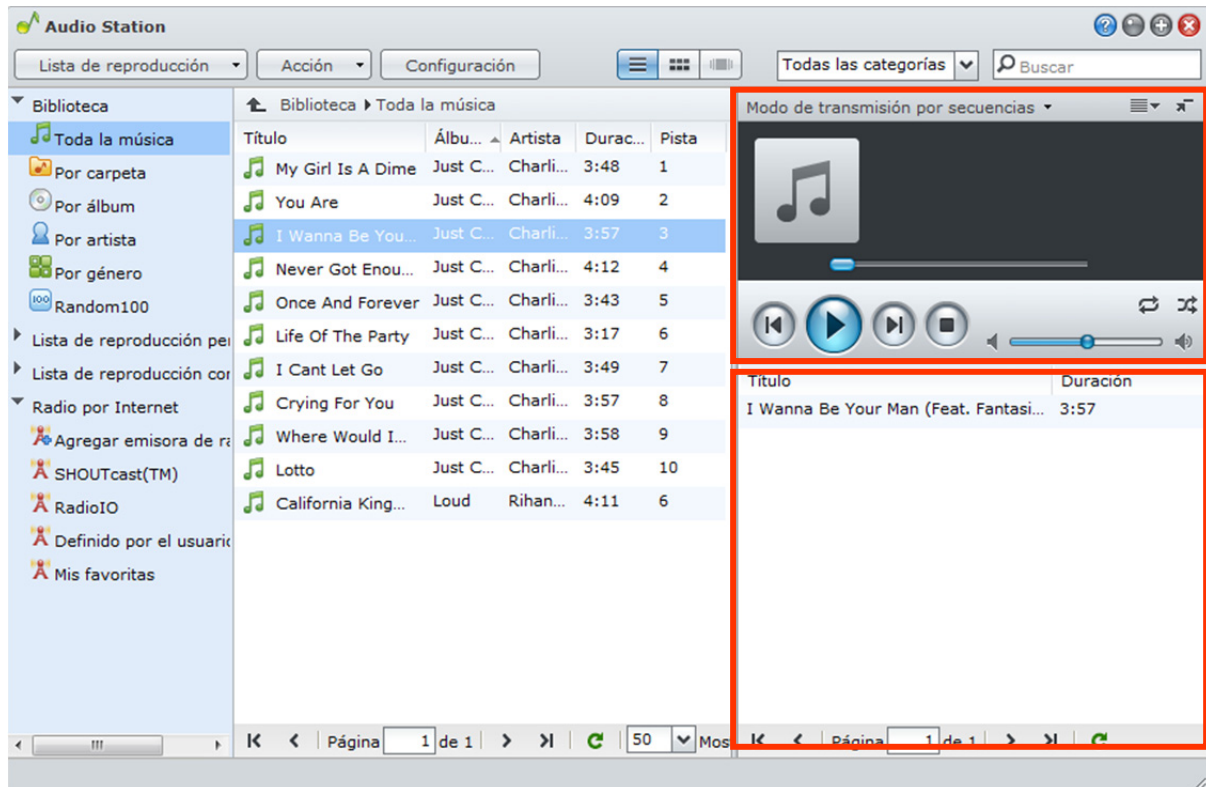 Audio Station
Lista de reproducción Acción Configuración Todas las categorías Buscar
Biblioteca
Toda la música
Por carpeta
Por álbum
Por artista
Por género
100 Random100
Lista de reproducción per
Lista de reproducción con
Radio por Internet
Agregar emisora de ra
SHOUTcast(TM)
RadioIO
Definido por el usuario
Mis favoritas
Biblioteca Toda la música
Título Álbu... Artista Durac... Pista
My Girl Is A Dime Just C... Charli... 3:48 1
You Are Just C... Charli... 4:09 2
I Wanna Be You... Just C... Charli... 3:57 3
Never Got Enou... Just C... Charli... 4:12 4
Once And Forever Just C... Charli... 3:43 5
Life Of The Party Just C... Charli... 3:17 6
I Cant Let Go Just C... Charli... 3:49 7
Crying For You Just C... Charli... 3:57 8
Where Would I... Just C... Charli... 3:58 9
Lotto Just C... Charli... 3:45 10
California King... Loud Rihan... 4:11 6
Página 1 de 1 50 Mos
Modo de transmisión por secuencias
Título Duración
I Wanna Be Your Man (Feat. Fantasi... 3:57
Página 1 de 1